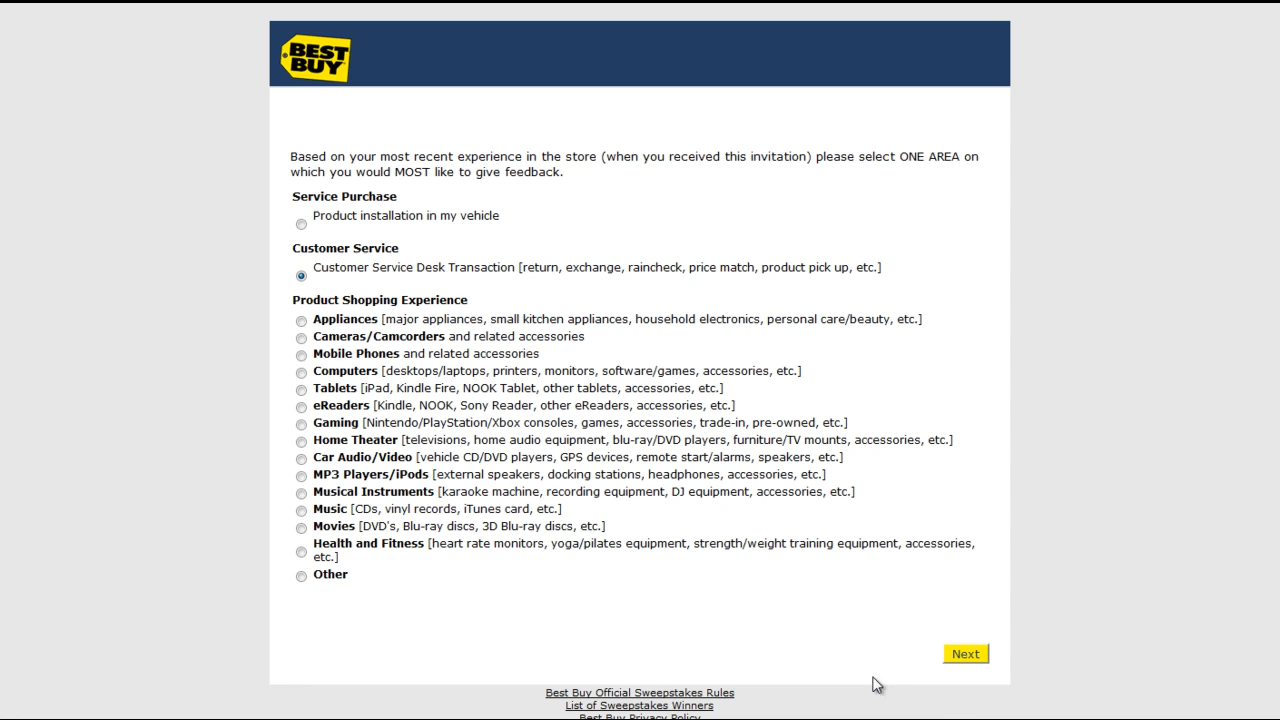 BEST
BUY
Based on your most recent experience in the store (when you received this invitation) please select ONE AREA on
which you would MOST like to give feedback.
Service Purchase
Product installation in my vehicle
Customer Service
Customer Service Desk Transaction [return, exchange, raincheck, price match, product pick up, etc.]
Product Shopping Experience
Appliances [major appliances, small kitchen appliances, household electronics, personal care/beauty, etc.]
Cameras/Camcorders and related accessories
Mobile Phones and related accessories
Computers [desktops/laptops, printers, monitors, software/games, accessories, etc.]
Tablets [iPad, Kindle Fire, NOOK Tablet, other tablets, accessories, etc.]
eReaders [Kindle, NOOK, Sony Reader, other eReaders, accessories, etc.]
Gaming [Nintendo/PlayStation/Xbox consoles, games, accessories, trade-in, pre-owned, etc.]
Home Theater [televisions, home audio equipment, blu-ray/DVD players, furniture/TV mounts, accessories, etc.]
Car Audio/Video [vehicle CD/DVD players, GPS devices, remote start/alarms, speakers, etc.]
MP3 Players/iPods [external speakers, docking stations, headphones, accessories, etc.]
Musical Instruments [karaoke machine, recording equipment, DJ equipment, accessories, etc.]
Music [CDs, vinyl records, iTunes card, etc.]
Movies [DVD's, Blu-ray discs, 3D Blu-ray discs, etc.]
Health and Fitness [heart rate monitors, yoga/pilates equipment, strength/weight training equipment, accessories,
etc.]
Other
Next
Best Buy Official Sweepstakes Rules
List of Sweepstakes Winners
Best Buy Privacy Policy